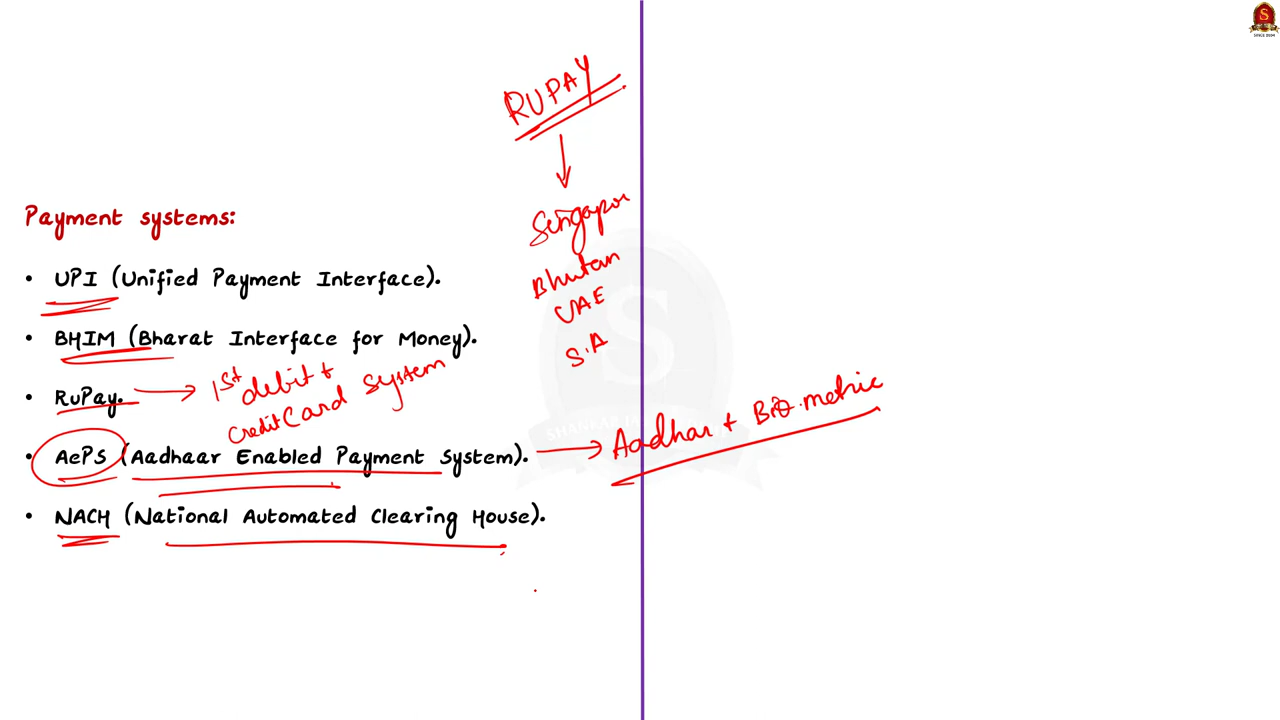 RUPAY
Singapor
Bhutan
UAE
S.A
Payment systems:
• UPI (Unified Payment Interface).
• BHIM (Bharat Interface for Money).
• RuPay.
1st debit +
credit Card System
• AePS (Aadhaar Enabled Payment System).
Aadhar + Bio.metric
• NACH (National Automated Clearing House).